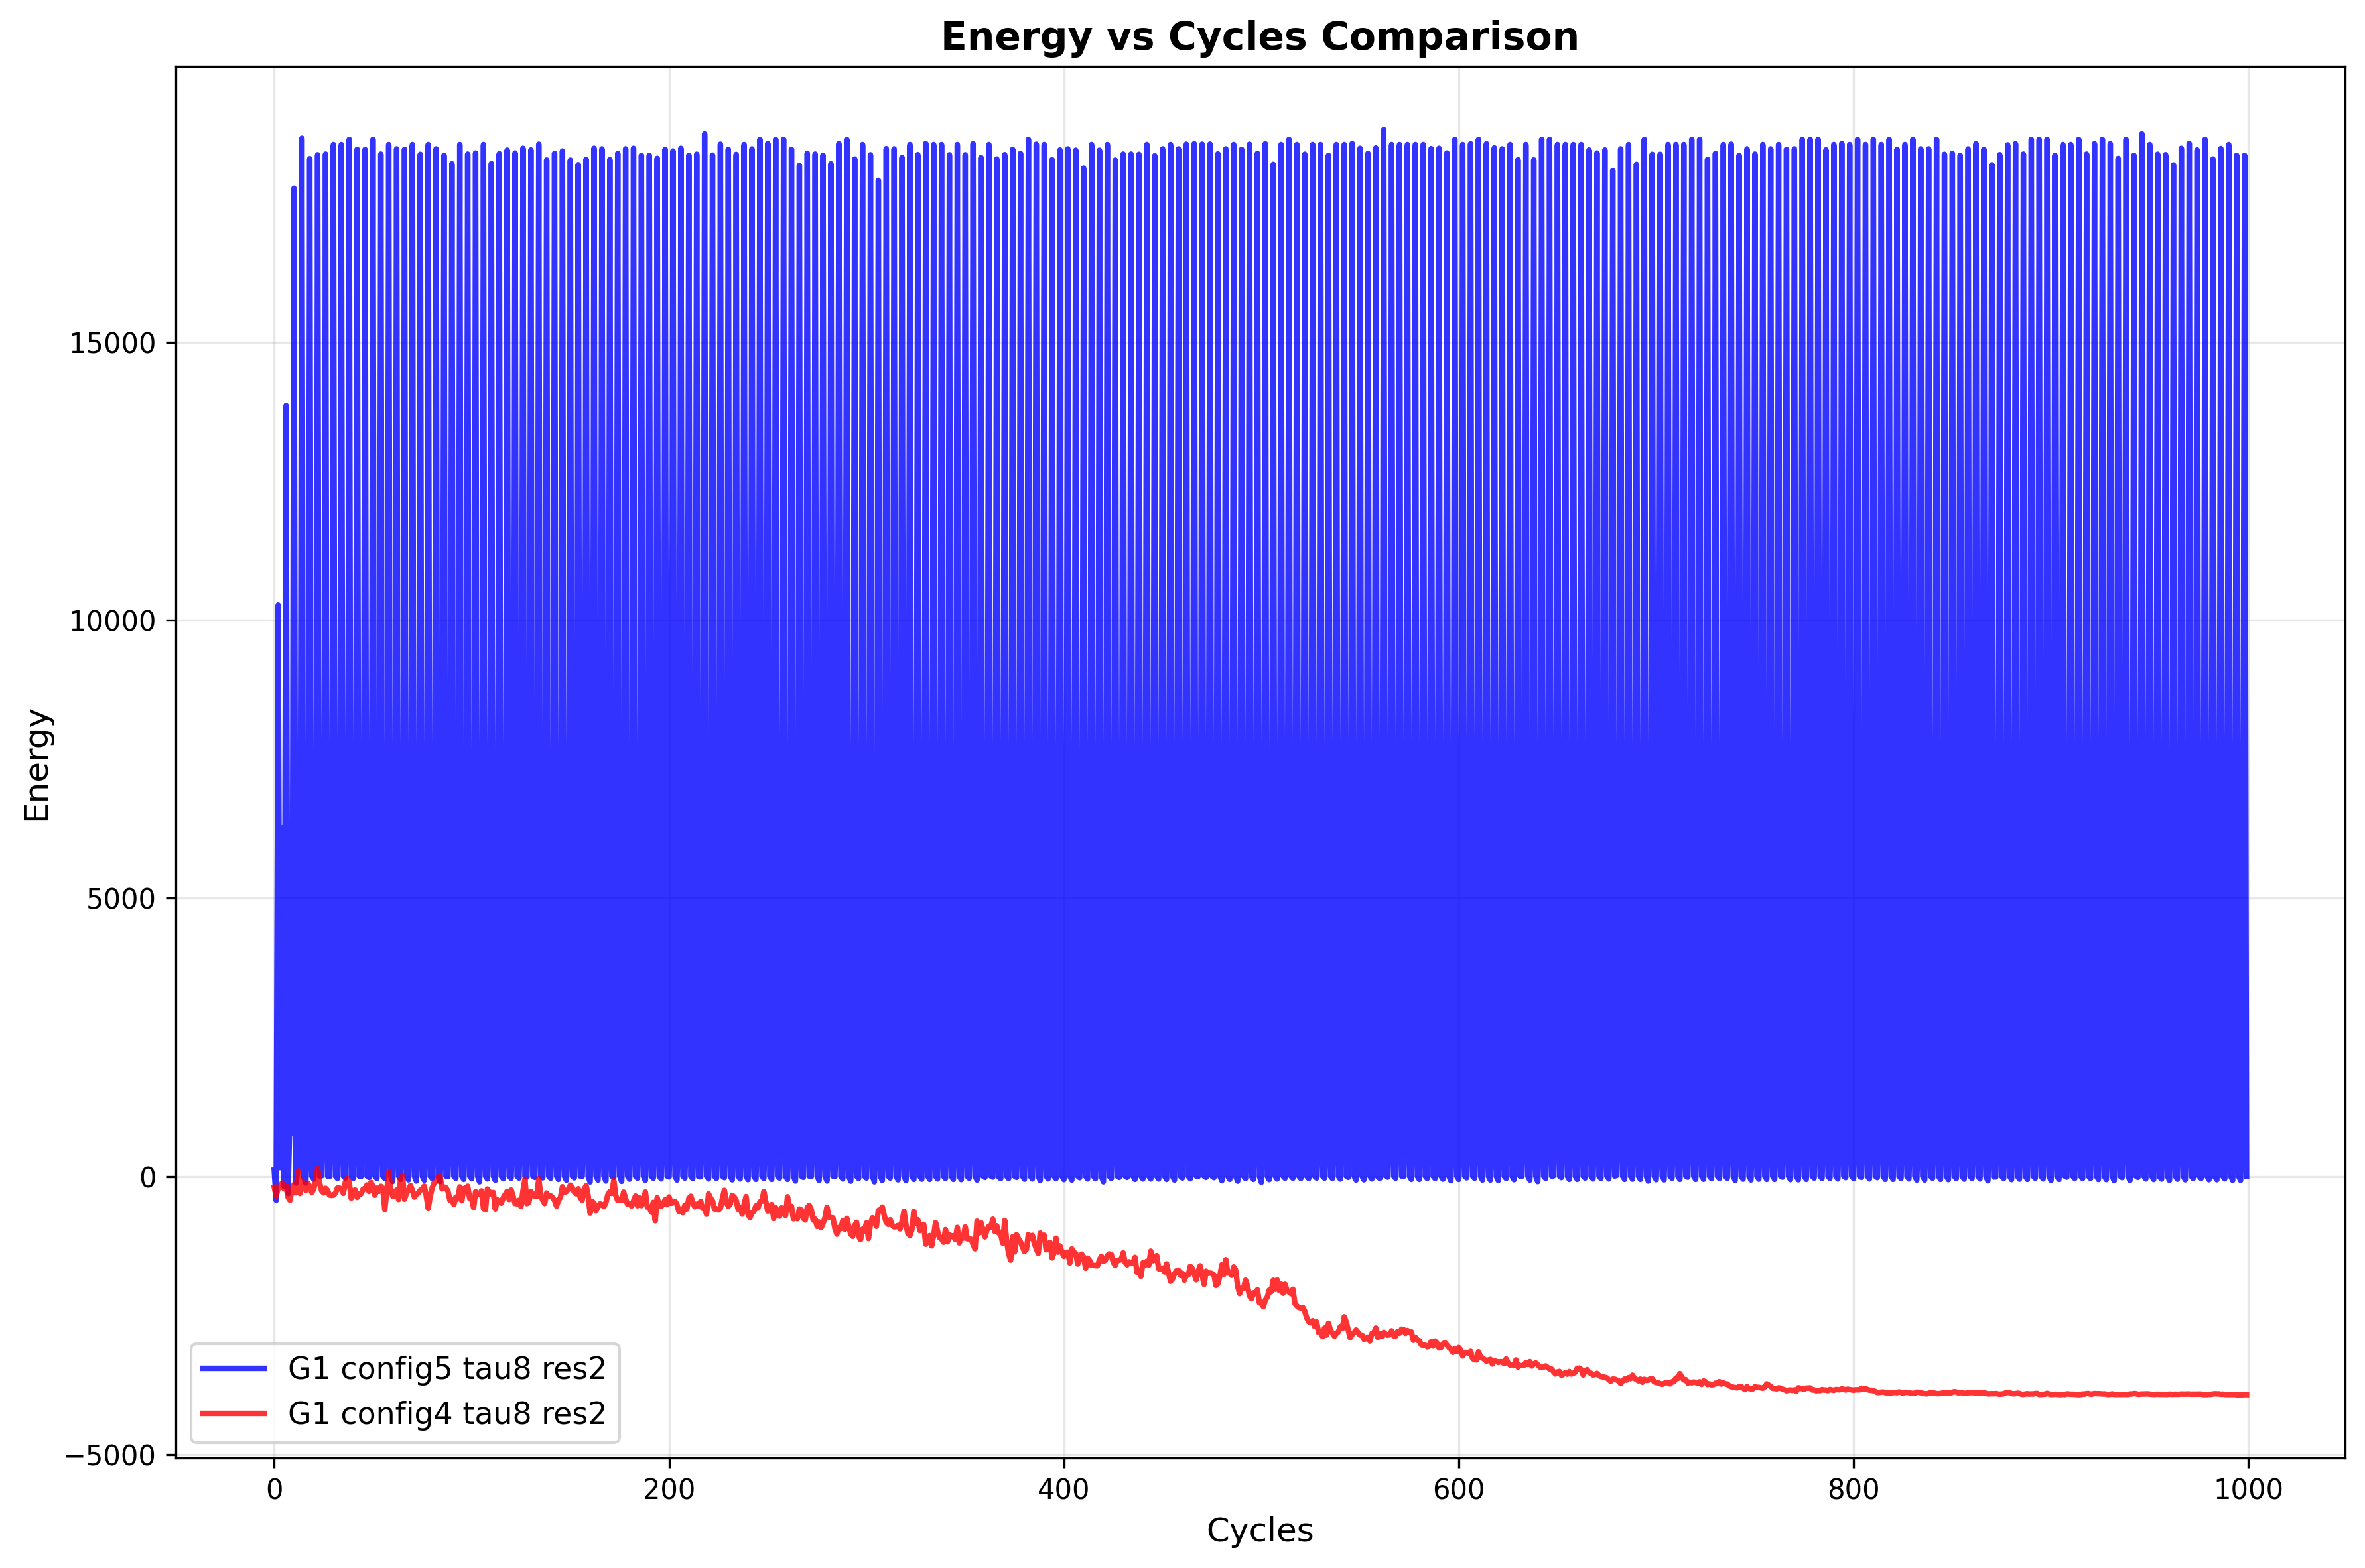 Energy vs Cycles Comparison
15000
10000
5000
0
−5000
Energy
0 200 400 600 800 1000
Cycles
G1 config5 tau8 res2
G1 config4 tau8 res2